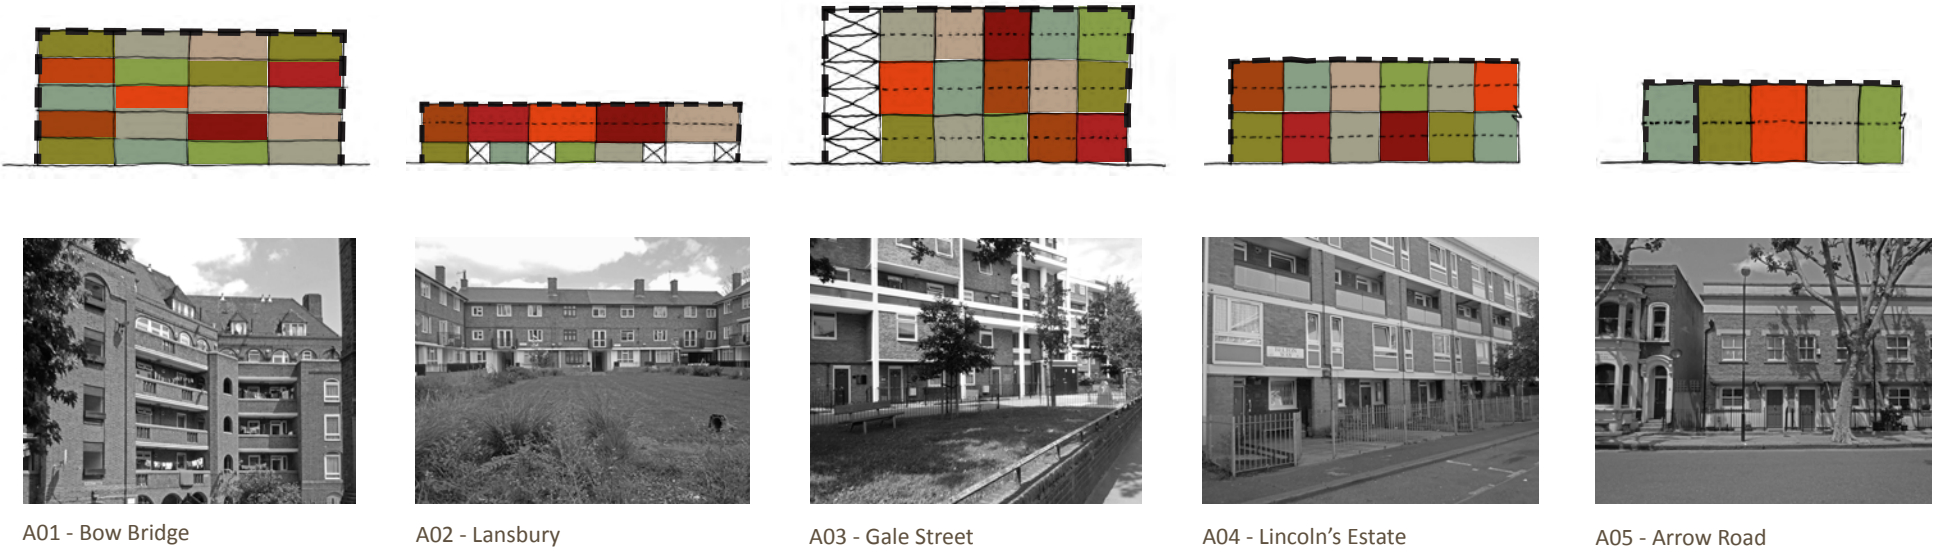 A01 - Bow Bridge
A02 - Lansbury
A03 - Gale Street
A04 - Lincoln's Estate
A05 - Arrow Road